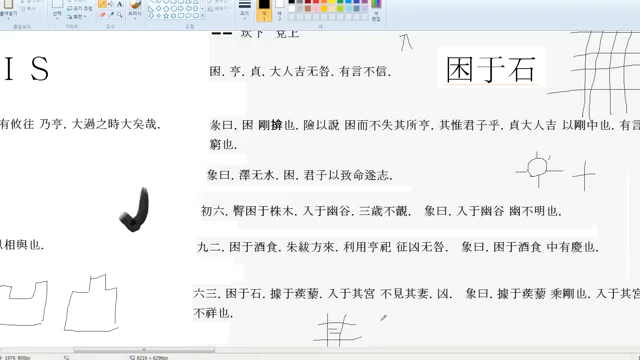 坎下 兌上
I S
困. 亨. 貞. 大人吉无咎. 有言不信.
困于石
有攸往 乃亨. 大過之時大矣哉.
彖曰. 困 剛揜也. 險以說 困而不失其所亨. 其惟君子乎. 貞大人吉 以剛中也. 有言
窮也.
象曰. 澤无水. 困. 君子以致命遂志.
初六. 臀困于株木. 入于幽谷. 三歲不覿. 象曰. 入于幽谷 幽不明也.
以相與也.
九二. 困于酒食. 朱紱方來. 利用亨祀 征凶无咎. 象曰. 困于酒食 中有慶也.
六三. 困于石. 據于蒺藜. 入于其宮 不見其妻. 凶. 象曰. 據于蒺藜 乘剛也. 入于其宮
不祥也.